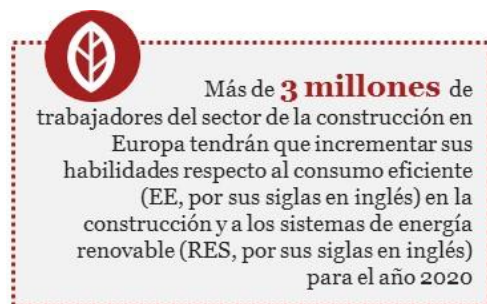 Más de 3 millones de
trabajadores del sector de la construcción en
Europa tendrán que incrementar sus
habilidades respecto al consumo eficiente
(EE, por sus siglas en inglés) en la
construcción y a los sistemas de energía
renovable (RES, por sus siglas en inglés)
para el año 2020